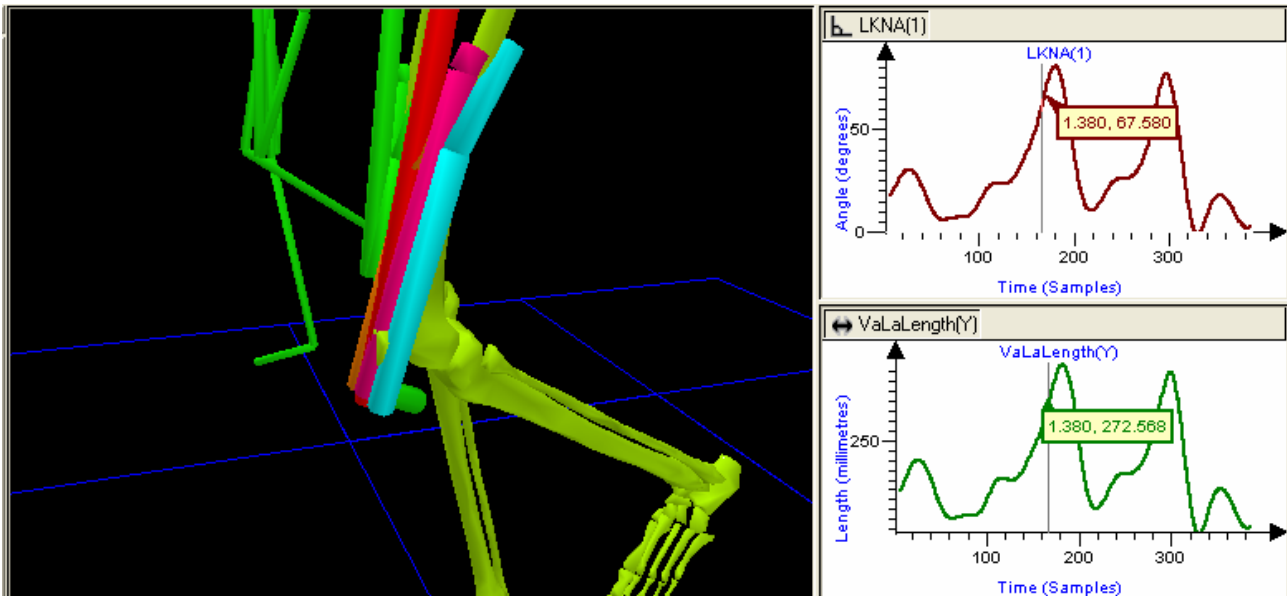 LKNA(1)
LKNA(1)
1.380, 67.580
Angle (degrees)
50
0
100
200
300
Time (Samples)
VaLaLength(Y)
VaLaLength(Y)
1.380, 272.568
Length (millimetres)
250
100
200
300
Time (Samples)